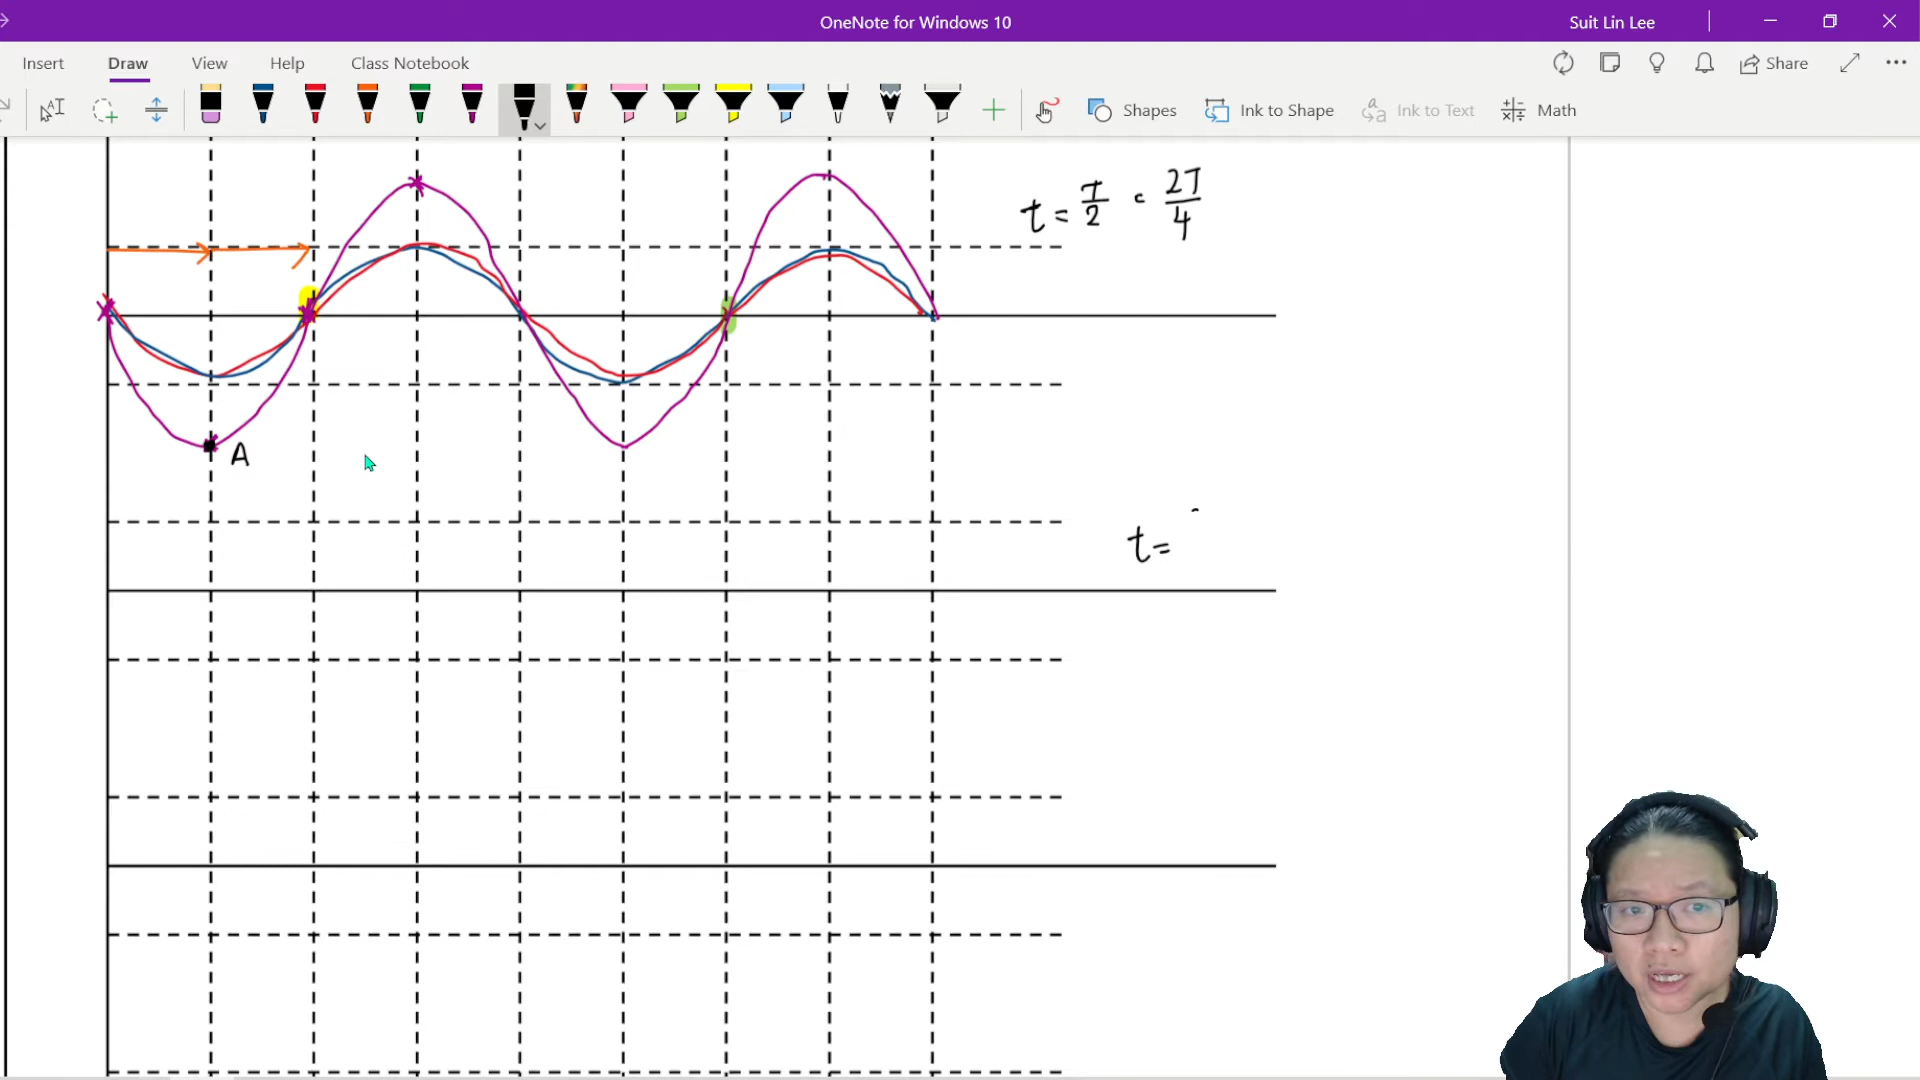 OneNote for Windows 10
Suit Lin Lee
Insert
Draw
View
Help
Class Notebook
Share
Shapes
Ink to Shape
Ink to Text
Math
t = T/2 = 2T/4
A
t =